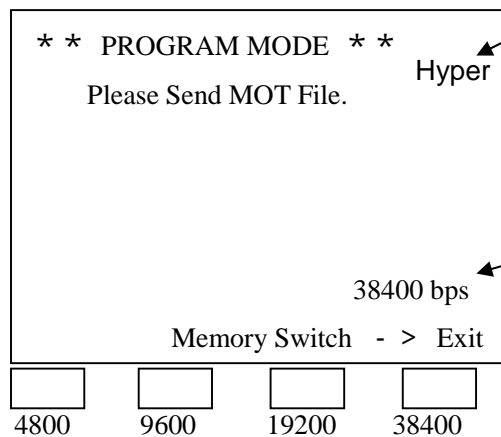 * * PROGRAM MODE * *
Hyper
Please Send MOT File.
38400 bps
Memory Switch - > Exit
4800 9600 19200 38400